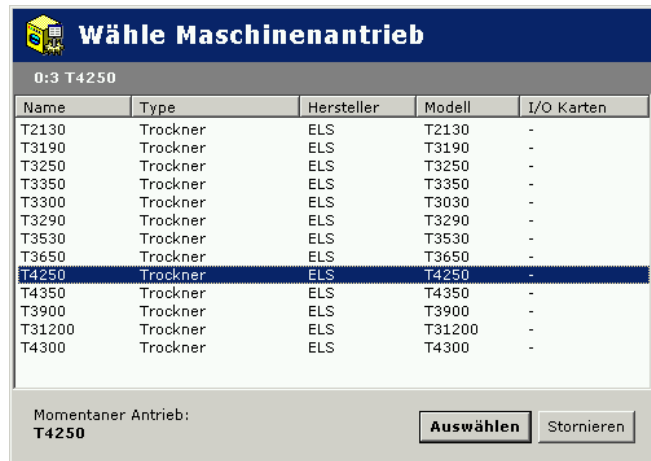 Wähle Maschinenantrieb
0:3 T4250
Name Type Hersteller Modell I/O Karten
T2130 Trockner ELS T2130 -
T3190 Trockner ELS T3190 -
T3250 Trockner ELS T3250 -
T3350 Trockner ELS T3350 -
T3300 Trockner ELS T3030 -
T3290 Trockner ELS T3290 -
T3530 Trockner ELS T3530 -
T3650 Trockner ELS T3650 -
T4250 Trockner ELS T4250 -
T4350 Trockner ELS T4350 -
T3900 Trockner ELS T3900 -
T31200 Trockner ELS T31200 -
T4300 Trockner ELS T4300 -
Momentaner Antrieb:
T4250
Auswählen Stornieren